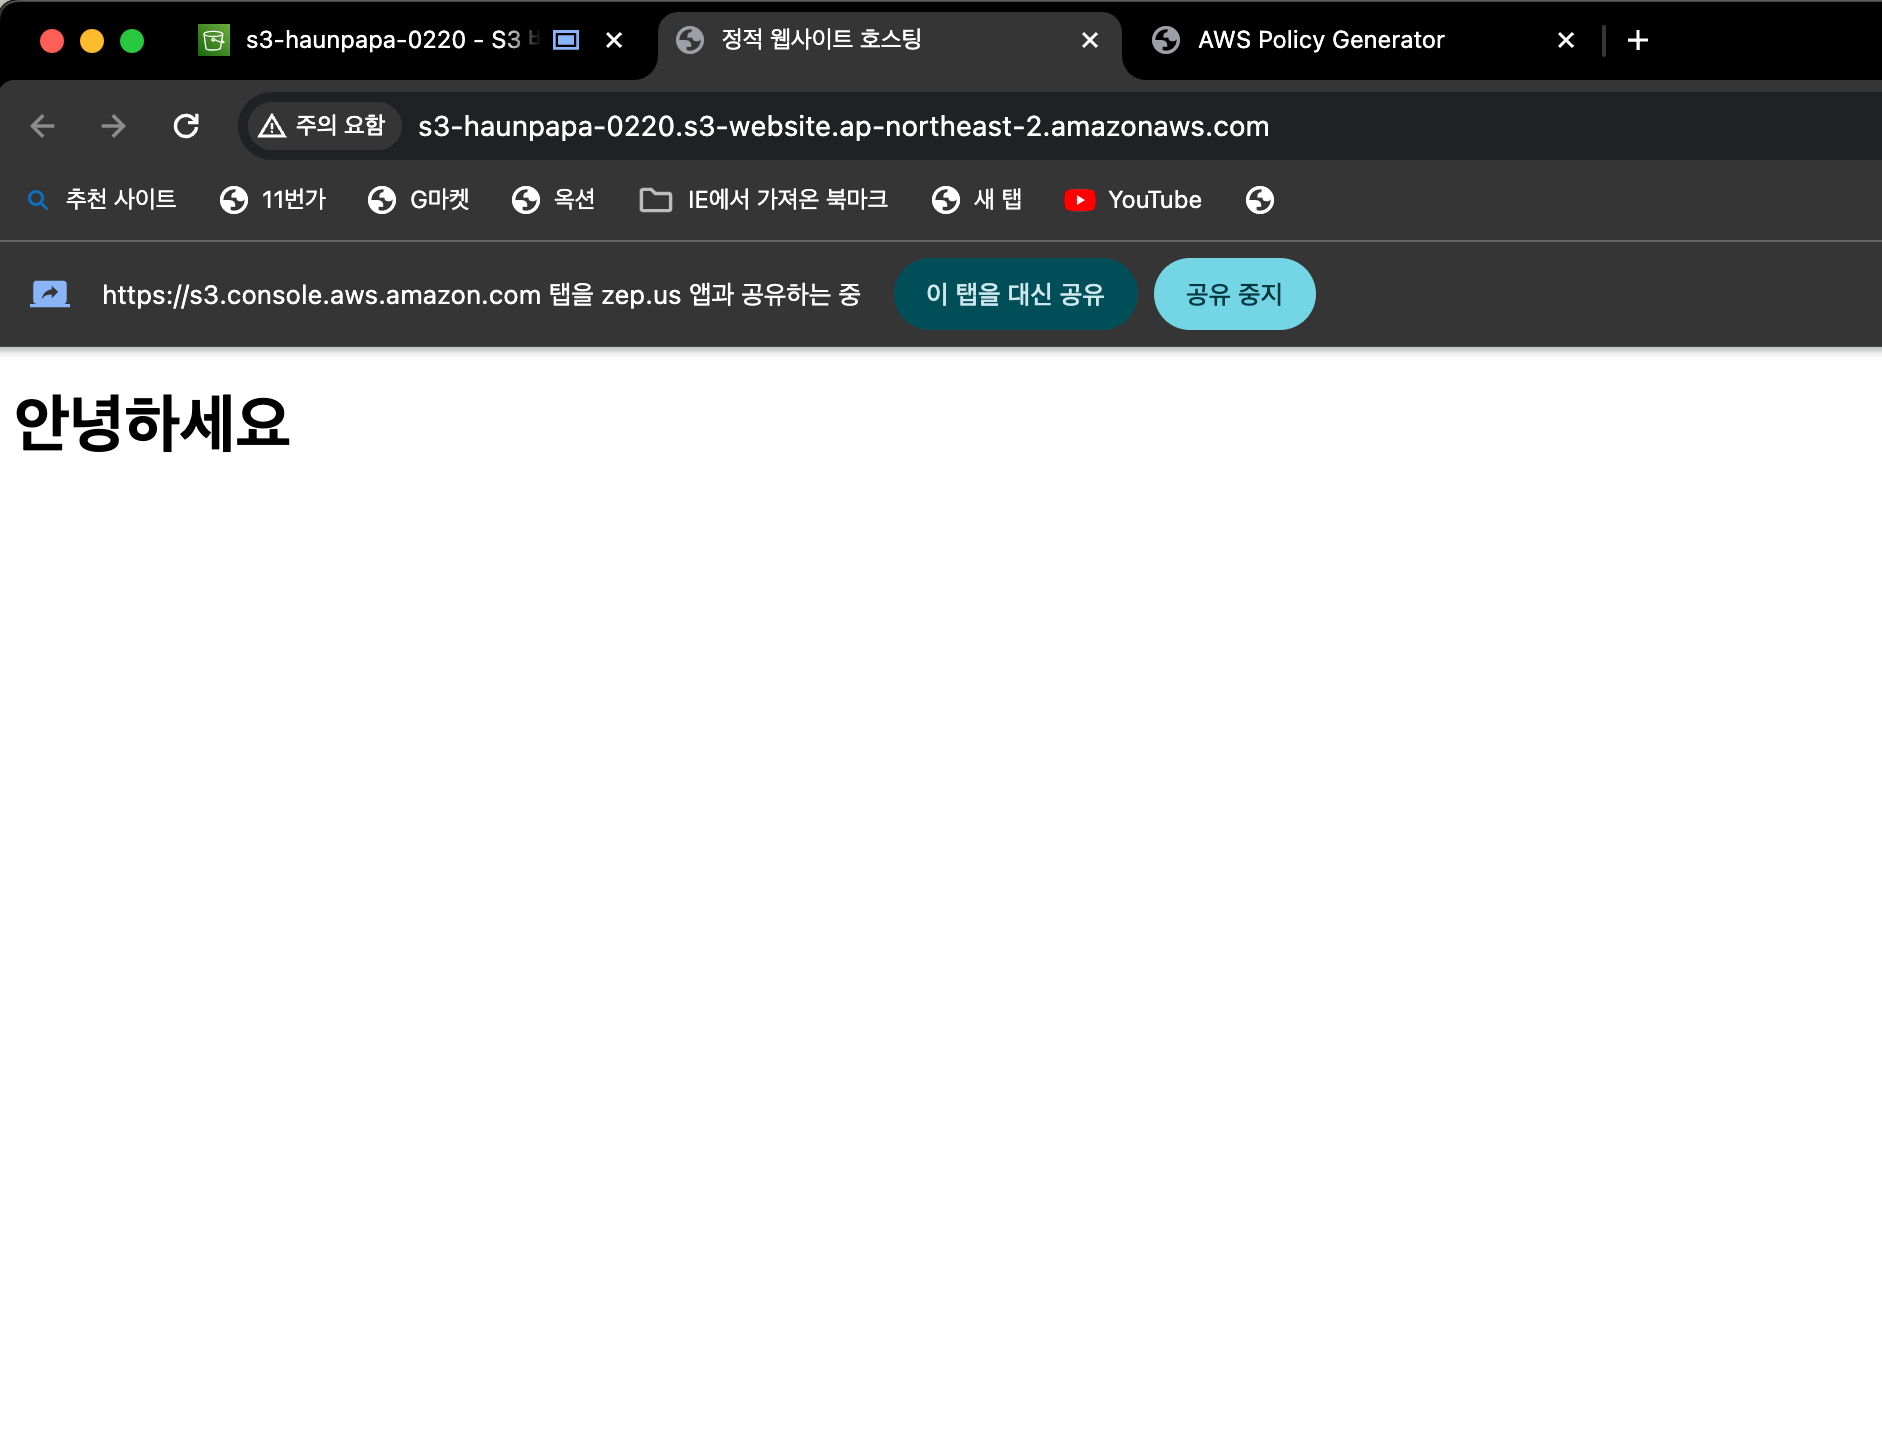 s3-haunpapa-0220 - S3
정적 웹사이트 호스팅
AWS Policy Generator
주의 요함
s3-haunpapa-0220.s3-website.ap-northeast-2.amazonaws.com
추천 사이트
11번가
G마켓
옥션
IE에서 가져온 북마크
새 탭
YouTube
https://s3.console.aws.amazon.com 탭을 zep.us 앱과 공유하는 중
이 탭을 대신 공유
공유 중지
안녕하세요